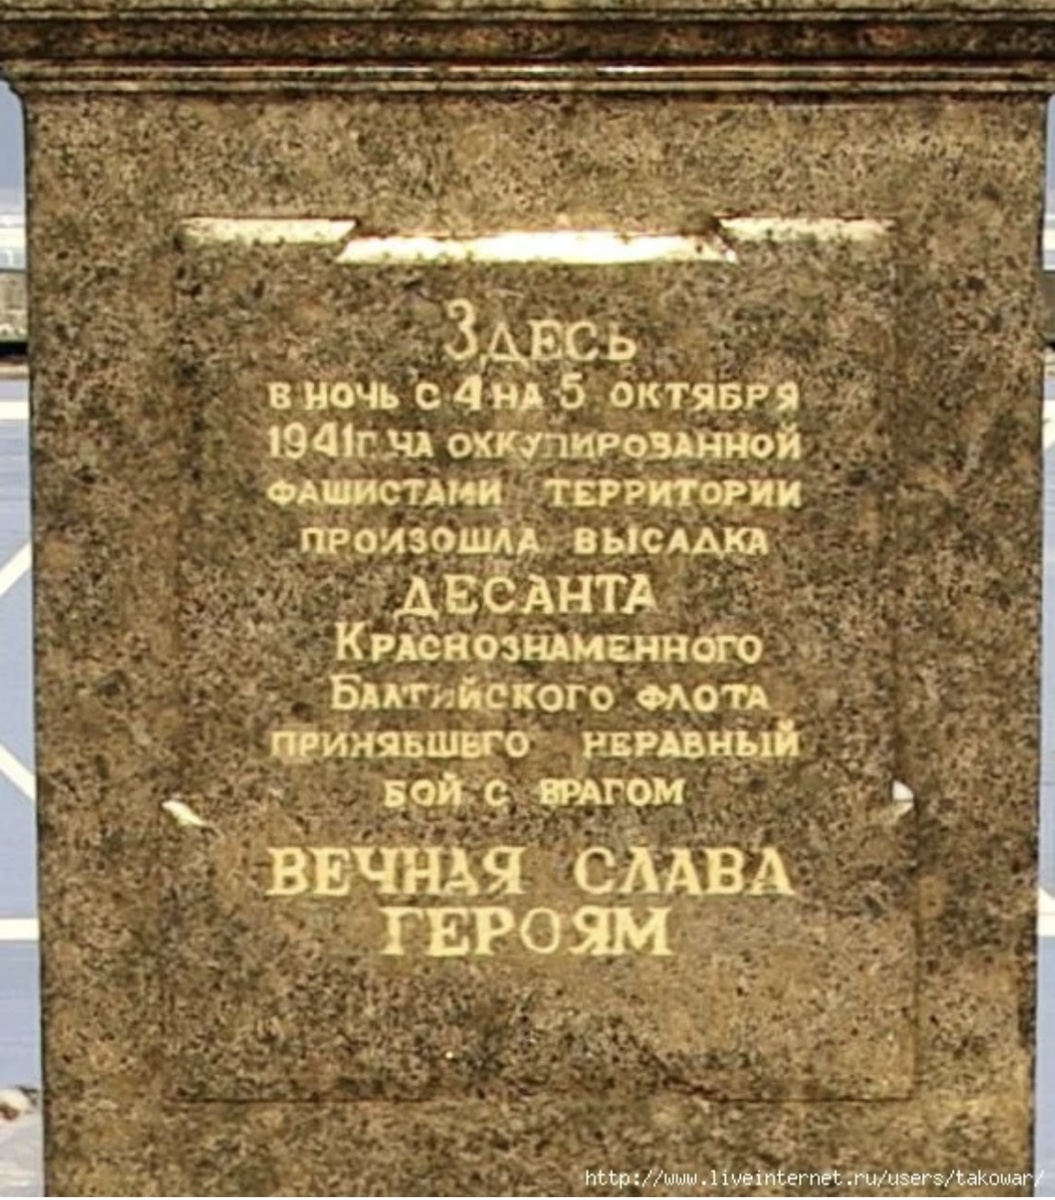 Здесь
в ночь с 4 на 5 октября
1941г. на оккупированной
фашистами территории
произошла высадка
ДЕСАНТА
Краснознаменного
Балтийского флота
принявшего неравный
бой с врагом
ВЕЧНАЯ СЛАВА
ГЕРОЯМ
http://www.liveinternet.ru/users/takowar/